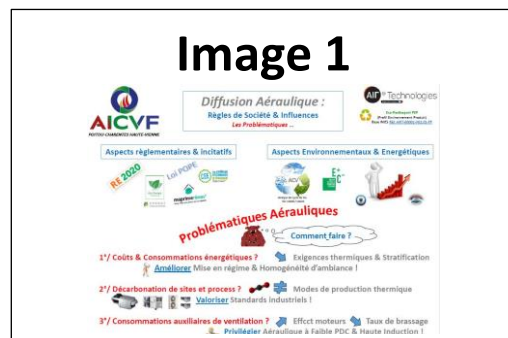 Image 1
AICVF
POITOU-CHARENTES HAUTE-VIENNE
Diffusion Aéraulique :
Règles de Société & Influences
Les Problématiques ...
AIR Technologies
Aspects règlementaires & incitatifs
Aspects Environnementaux & Energétiques
RE 2020
Loi POPE
ACV
Problématiques Aérauliques
Comment faire ?
1°/ Coûts & Consommations énergétiques ?
Exigences thermiques & Stratification
Améliorer Mise en régime & Homogénéité d'ambiance !
2°/ Décarbonation de sites et process ?
Modes de production thermique
Valoriser Standards industriels !
3°/ Consommations auxiliaires de ventilation ?
Effet moteurs
Taux de brassage
Privilégier Aéraulique à Faible PDC & Haute Induction !